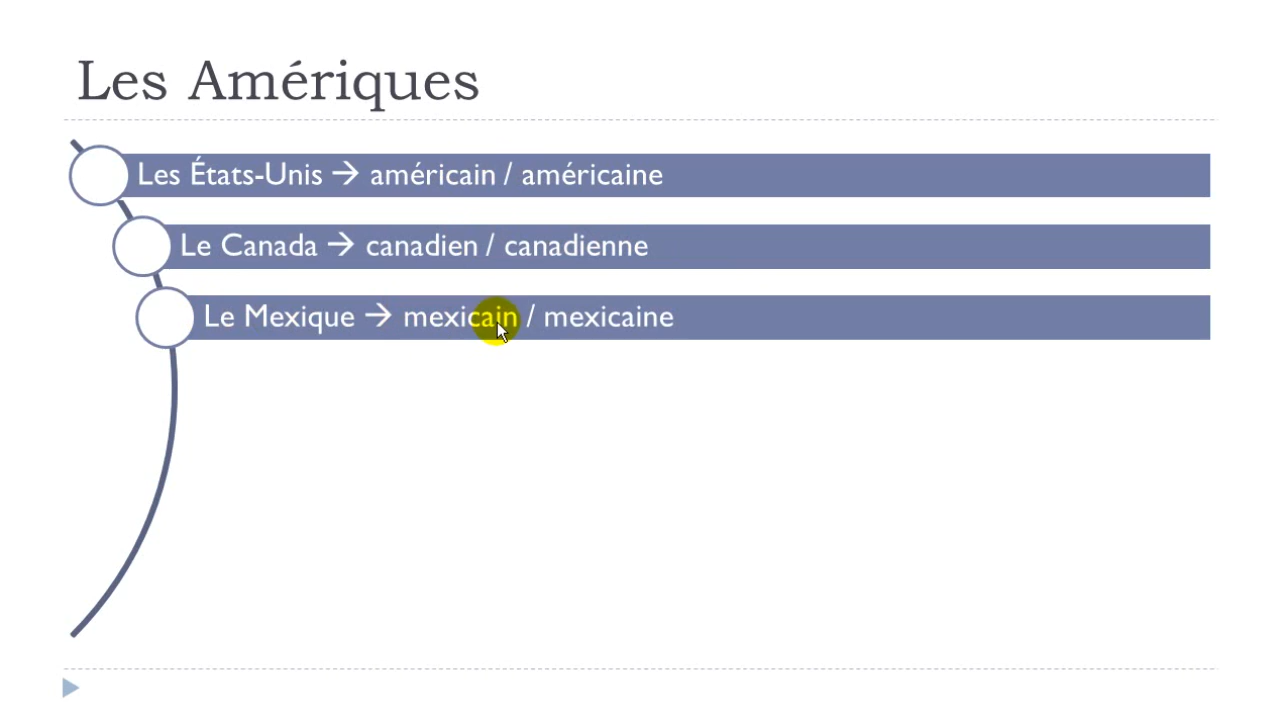 Les Amériques
Les États-Unis → américain / américaine
Le Canada → canadien / canadienne
Le Mexique → mexicain / mexicaine